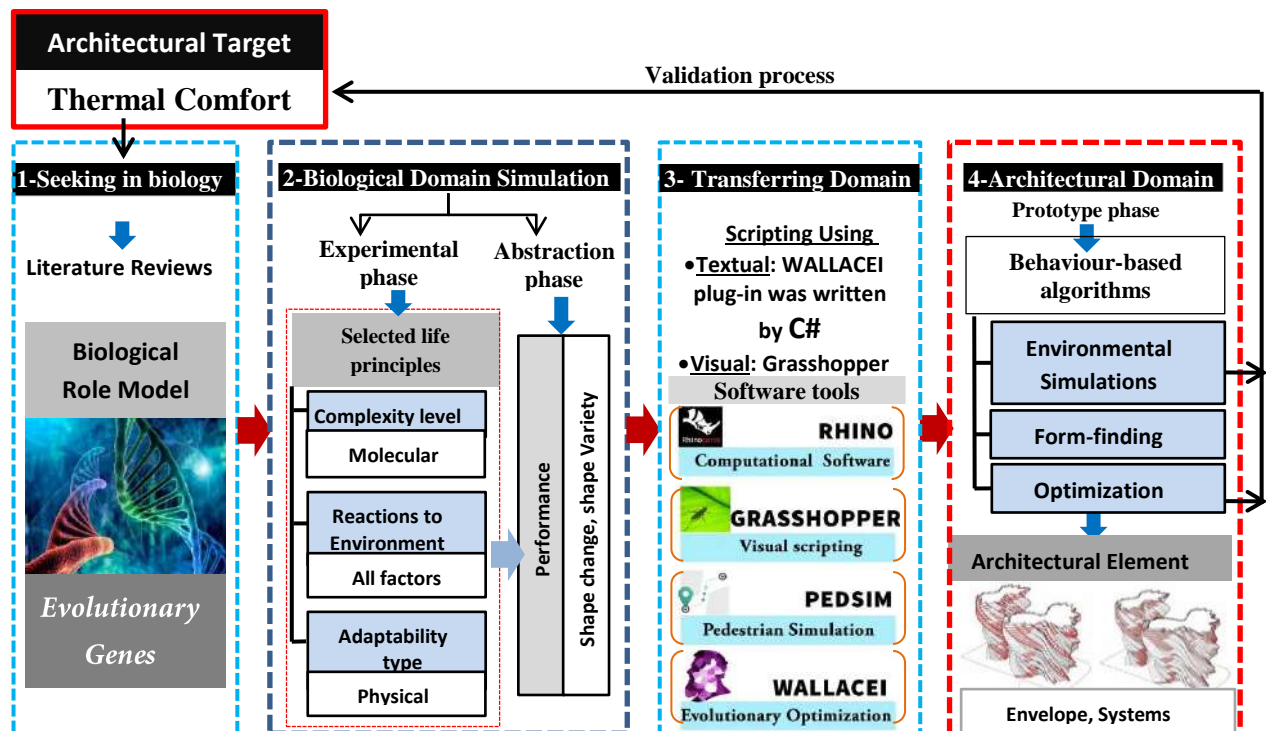 Architectural Target
Thermal Comfort
Validation process
1-Seeking in biology
Literature Reviews
Biological
Role Model
Evolutionary
Genes
2-Biological Domain Simulation
Experimental
phase
Abstraction
phase
Selected life
principles
Complexity level
Molecular
Reactions to
Environment
All factors
Adaptability
type
Physical
Performance
Shape change, shape Variety
3- Transferring Domain
Scripting Using
•Textual: WALLACEI
plug-in was written
by C#
•Visual: Grasshopper
Software tools
Rhinoceros
RHINO
Computational Software
GRASSHOPPER
Visual scripting
PEDSIM
Pedestrian Simulation
WALLACEI
Evolutionary Optimization
4-Architectural Domain
Prototype phase
Behaviour-based
algorithms
Environmental
Simulations
Form-finding
Optimization
Architectural Element
Envelope, Systems